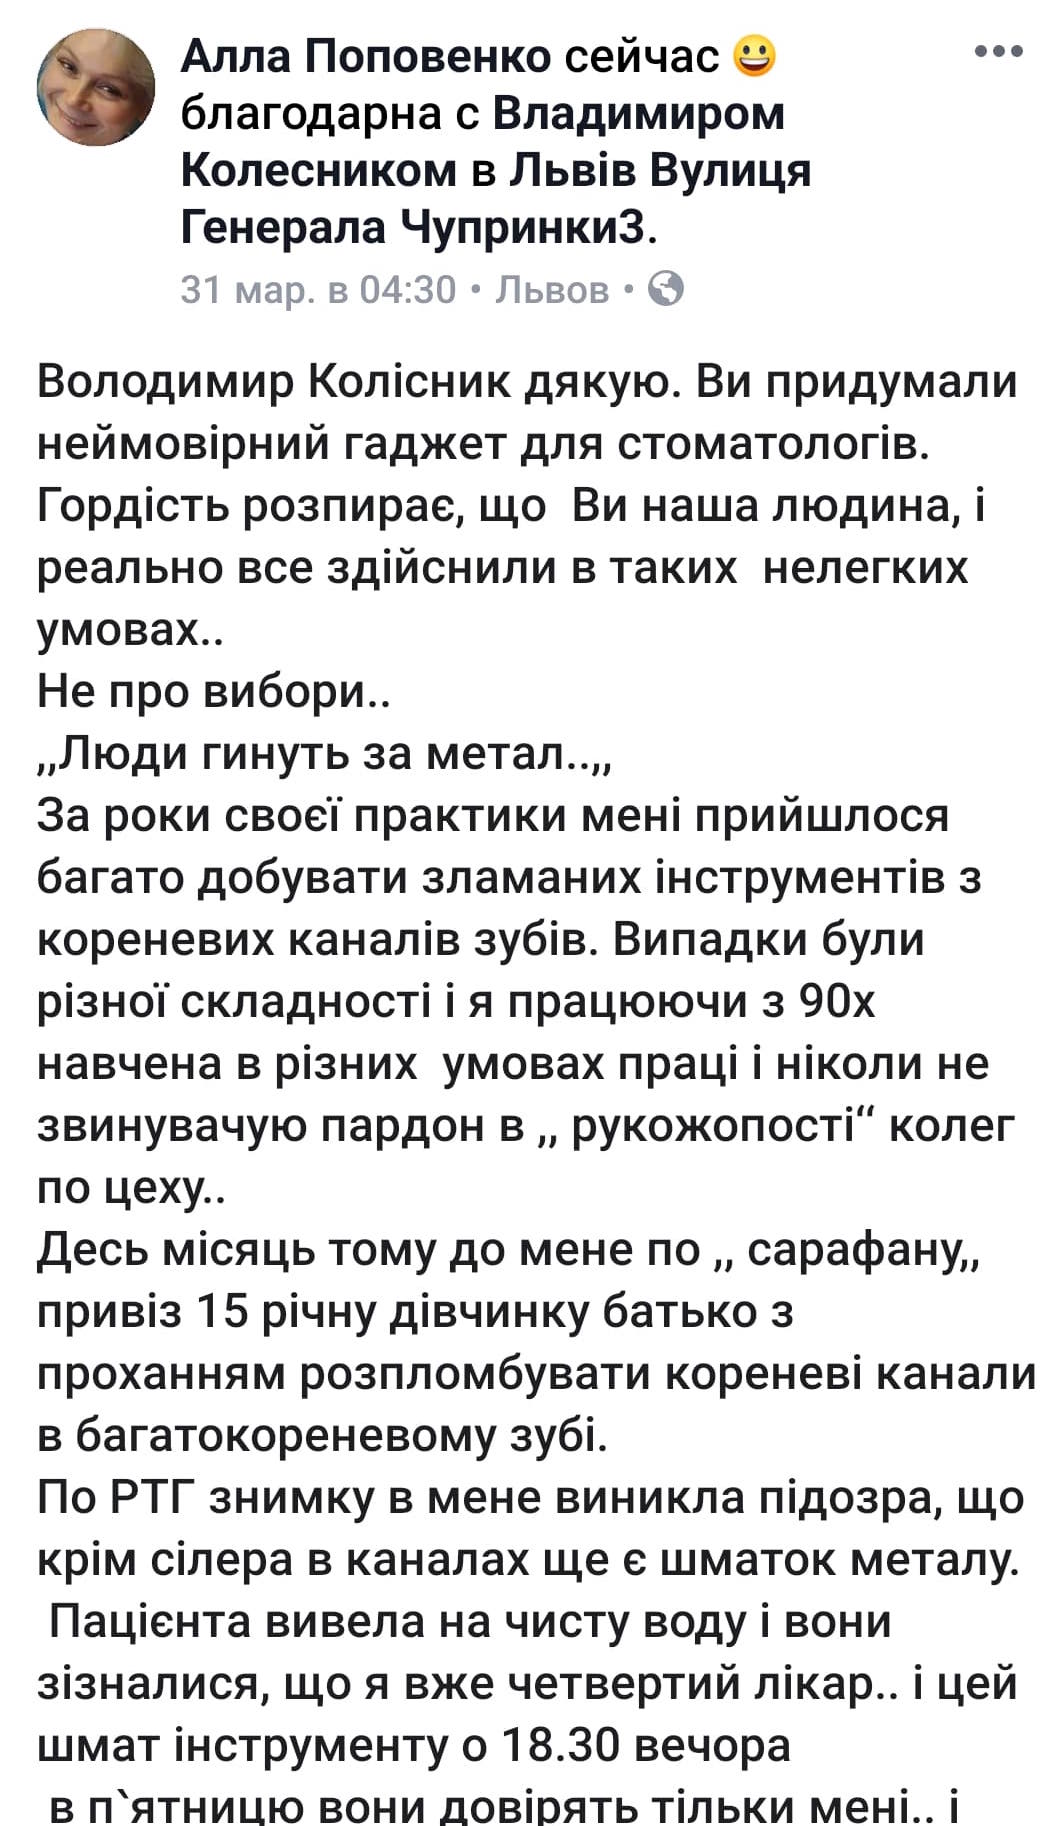 Алла Поповенко сейчас 😀
благодарна с Владимиром
Колесником в Львів Вулиця
Генерала Чупринки3.
31 мар. в 04:30 • Львов •
Володимир Колісник дякую. Ви придумали
неймовірний гаджет для стоматологів.
Гордість розпирає, що  Ви наша людина, і
реально все здійснили в таких  нелегких
умовах..
Не про вибори..
,,Люди гинуть за метал..,,
За роки своєї практики мені прийшлося
багато добувати зламаних інструментів з
кореневих каналів зубів. Випадки були
різної складності і я працюючи з 90х
навчена в різних  умовах праці і ніколи не
звинувачую пардон в ,, рукожопості“ колег
по цеху..
Десь місяць тому до мене по ,, сарафану,,
привіз 15 річну дівчинку батько з
проханням розпломбувати кореневі канали
в багатокореневому зубі.
По РТГ знимку в мене виникла підозра, що
крім сілера в каналах ще є шматок металу.
Пацієнта вивела на чисту воду і вони
зізналися, що я вже четвертий лікар.. і цей
шмат інструменту о 18.30 вечора
в п`ятницю вони довірять тільки мені.. і